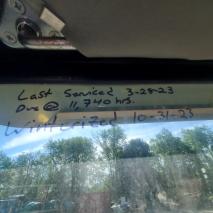 Last Serviced 3-28-23
Due @ 11,740 hrs.
Winterized 10-31-23